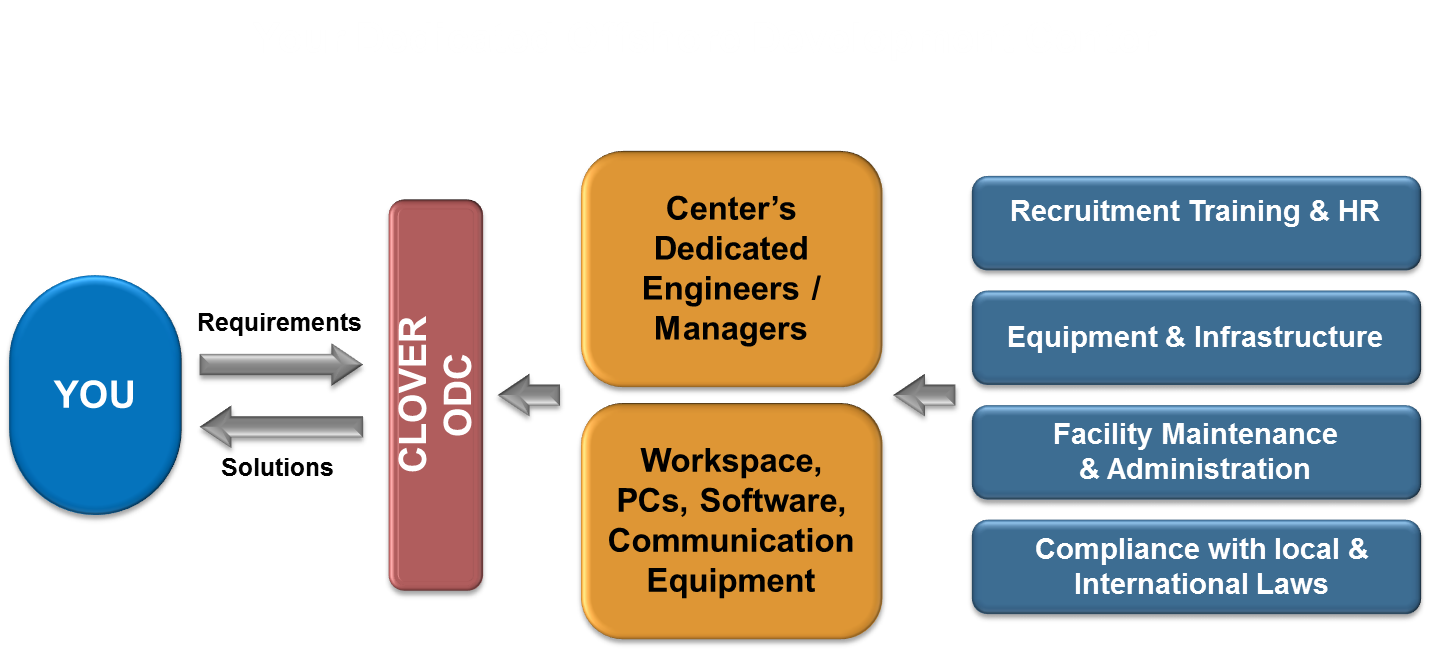 YOU
Requirements
Solutions
CLOVER
ODC
Center’s
Dedicated
Engineers /
Managers
Workspace,
PCs, Software,
Communication
Equipment
Recruitment Training & HR
Equipment & Infrastructure
Facility Maintenance
& Administration
Compliance with local &
International Laws